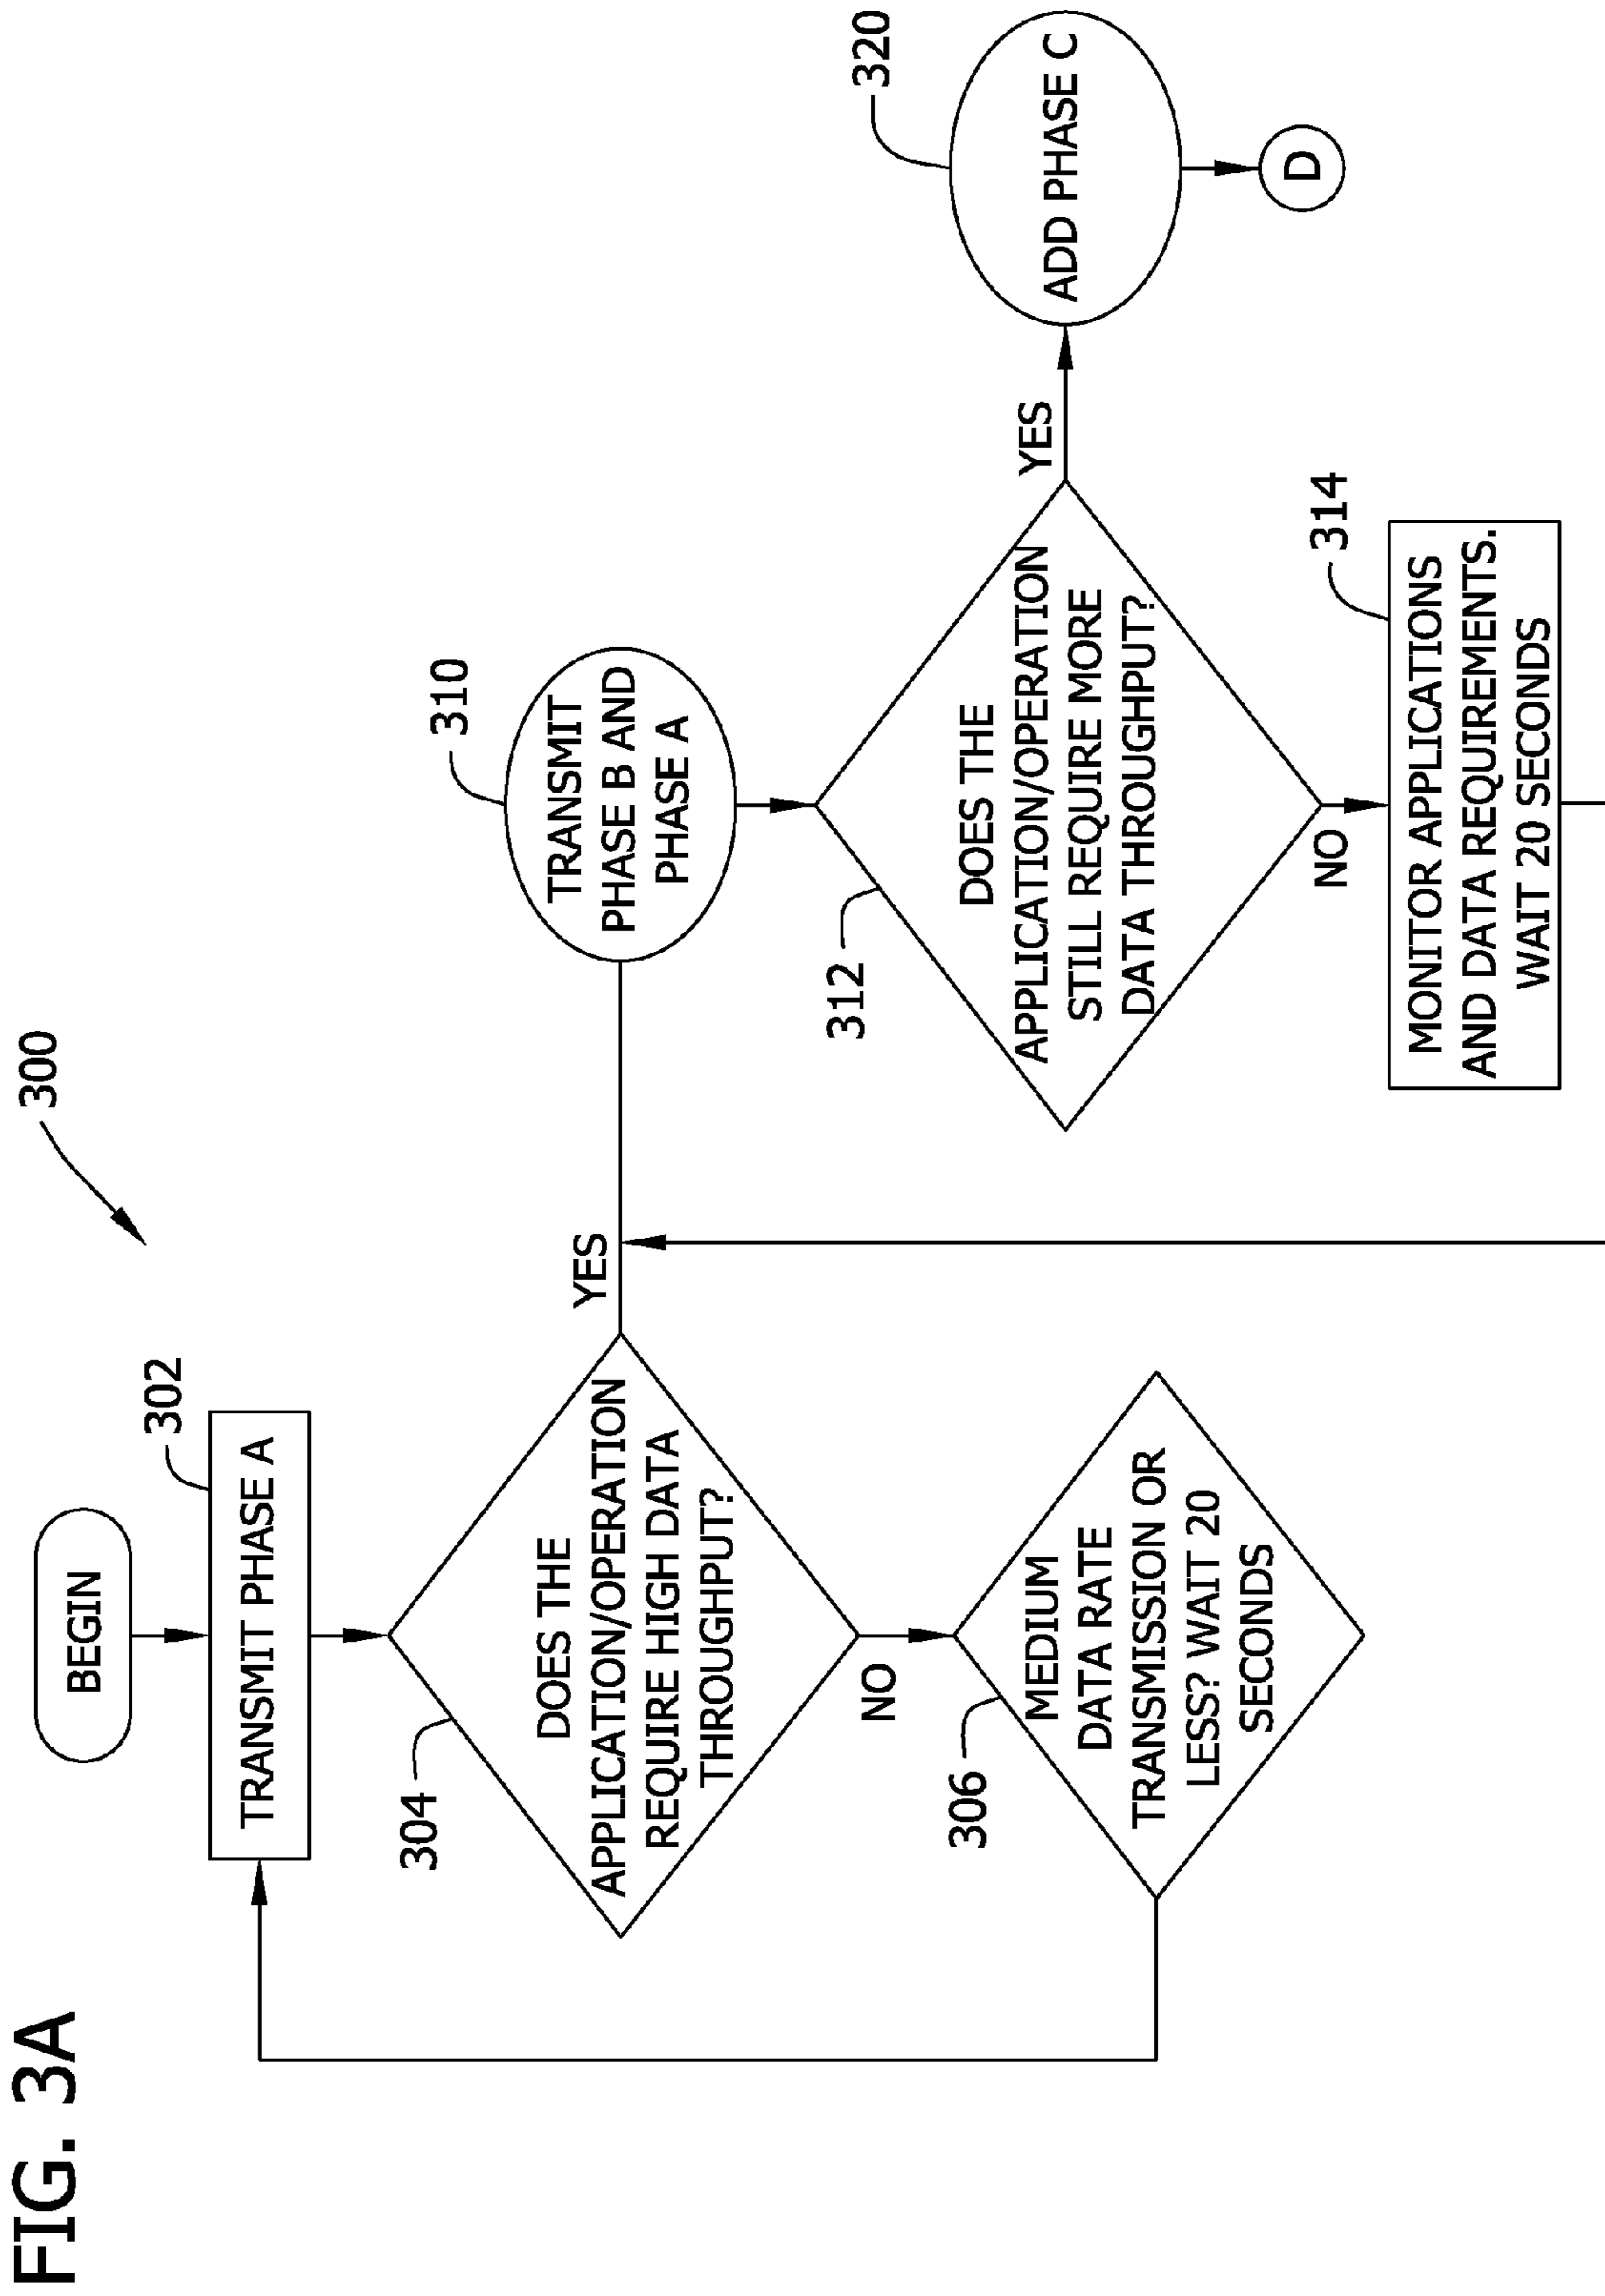 FIG. 3A
300
BEGIN
302
TRANSMIT PHASE A
304
DOES THE
APPLICATION/OPERATION
REQUIRE HIGH DATA
THROUGHPUT?
YES
NO
306
MEDIUM
DATA RATE
TRANSMISSION OR
LESS? WAIT 20
SECONDS
310
TRANSMIT
PHASE B AND
PHASE A
312
DOES THE
APPLICATION/OPERATION
STILL REQUIRE MORE
DATA THROUGHPUT?
YES
NO
314
MONITOR APPLICATIONS
AND DATA REQUIREMENTS.
WAIT 20 SECONDS
320
ADD PHASE C
D